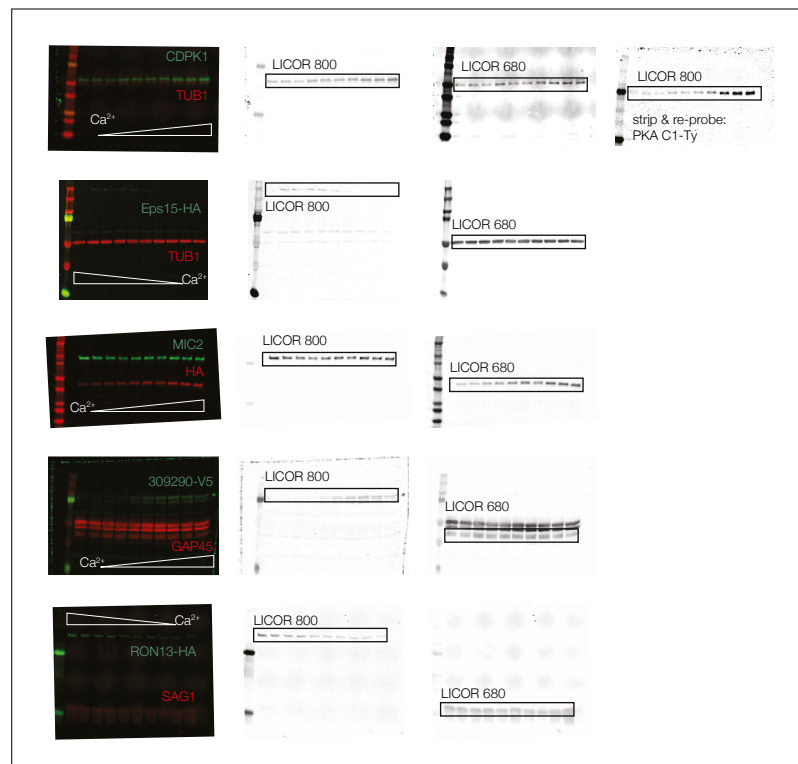 CDPK1
TUB1
Ca²⁺
LICOR 800
LICOR 680
LICOR 800
strip & re-probe:
PKA C1-Ty
Eps15-HA
TUB1
Ca²⁺
LICOR 800
LICOR 680
MIC2
HA
Ca²⁺
LICOR 800
LICOR 680
309290-V5
GAP45
Ca²⁺
LICOR 800
LICOR 680
Ca²⁺
RON13-HA
SAG1
LICOR 800
LICOR 680